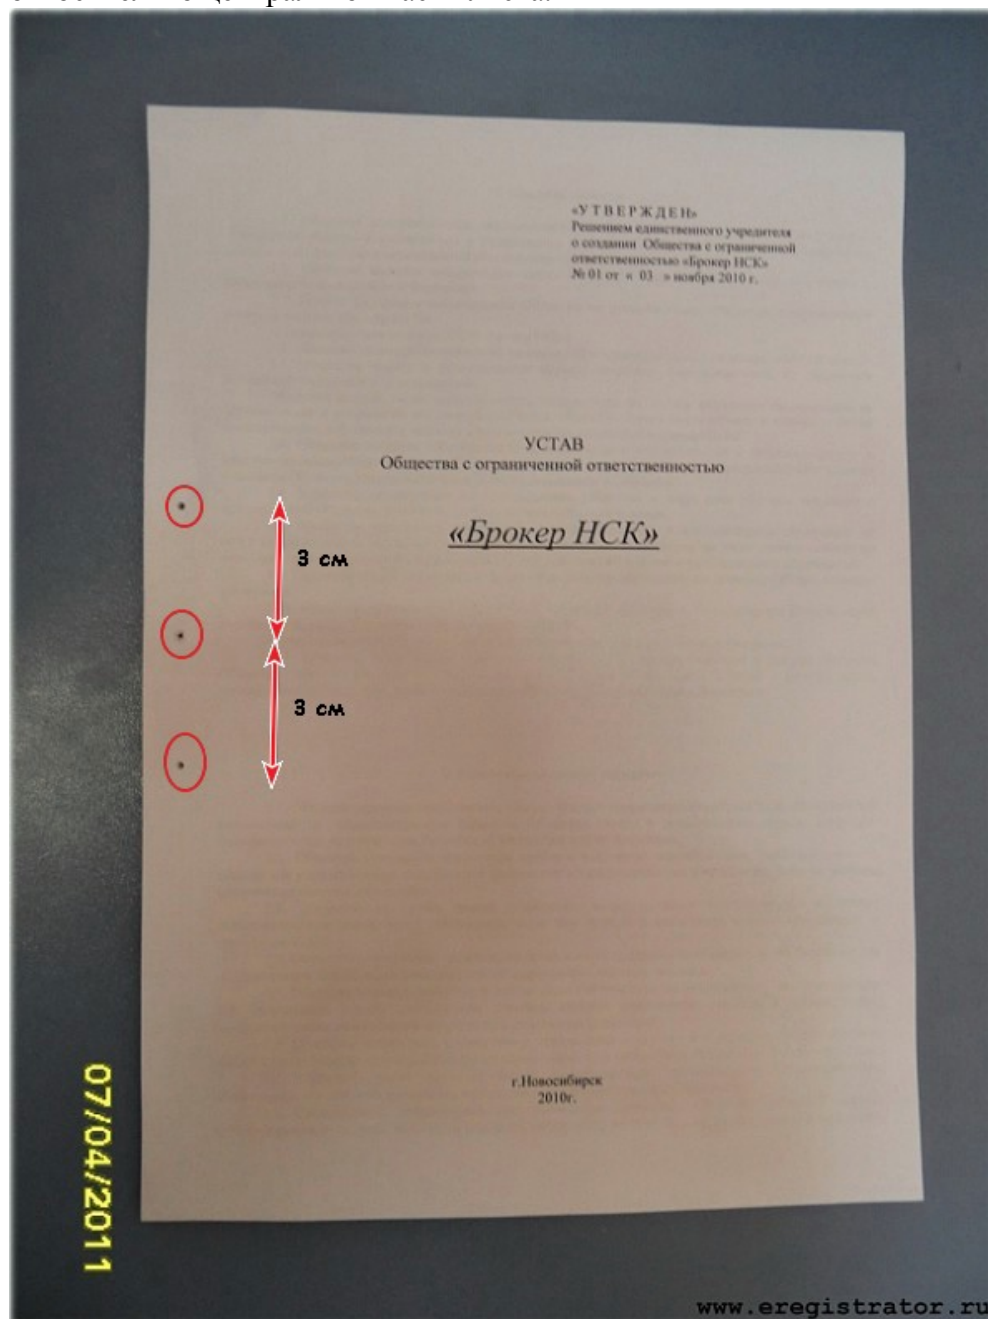 «У Т В Е Р Ж Д Е Н»
Решением единственного учредителя
о создании Общества с ограниченной
ответственностью «Брокер НСК»
№ 01 от « 03 » ноября 2010 г.
УСТАВ
Общества с ограниченной ответственностью
«Брокер НСК»
3 см
3 см
г.Новосибирск
2010г.
07/04/2011
www.eregistrator.ru